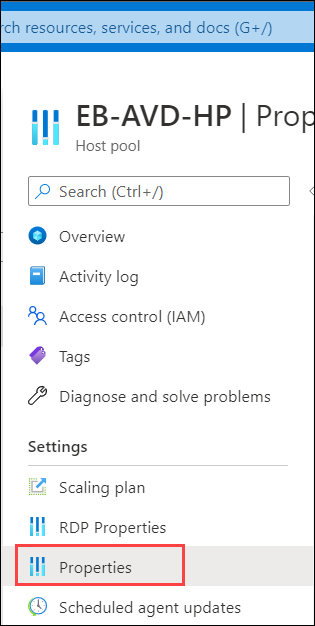 rch resources, services, and docs (G+/)
EB-AVD-HP | Prop
Host pool
Search (Ctrl+/)
Overview
Activity log
Access control (IAM)
Tags
Diagnose and solve problems
Settings
Scaling plan
RDP Properties
Properties
Scheduled agent updates